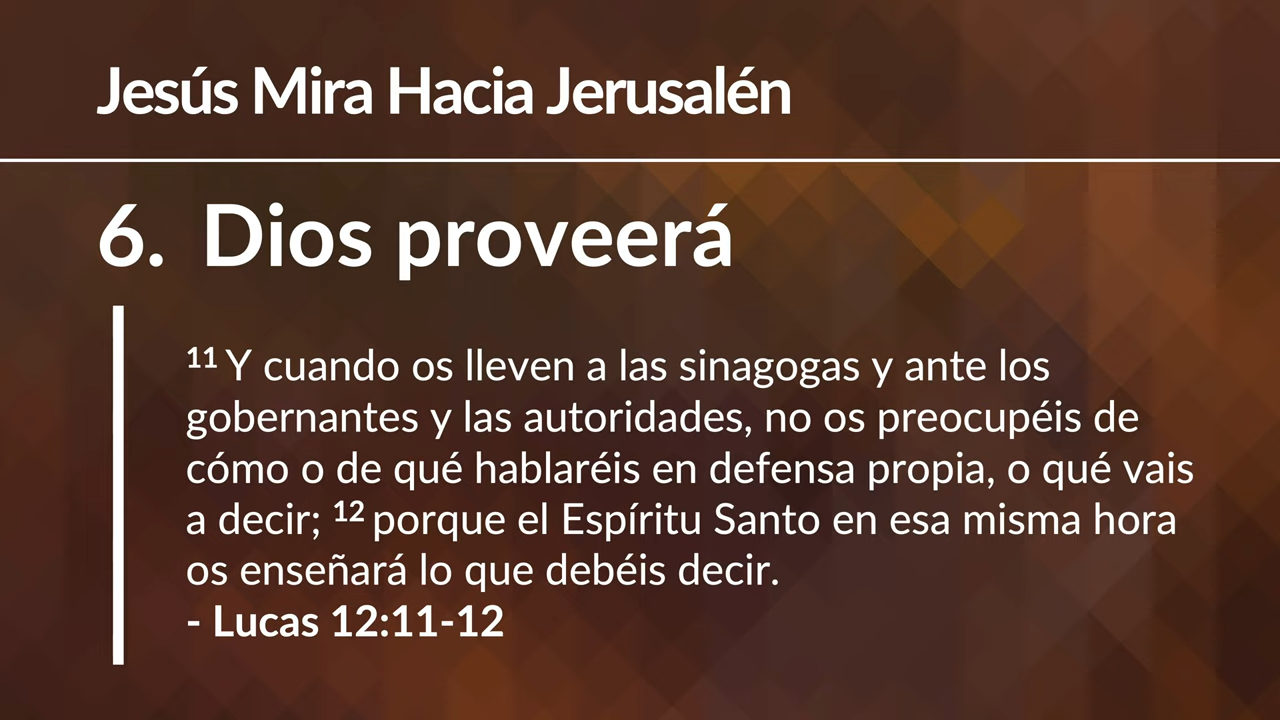 Jesús Mira Hacia Jerusalén
6. Dios proveerá
11 Y cuando os lleven a las sinagogas y ante los
gobernantes y las autoridades, no os preocupéis de
cómo o de qué hablaréis en defensa propia, o qué vais
a decir; 12 porque el Espíritu Santo en esa misma hora
os enseñará lo que debéis decir.
- Lucas 12:11-12